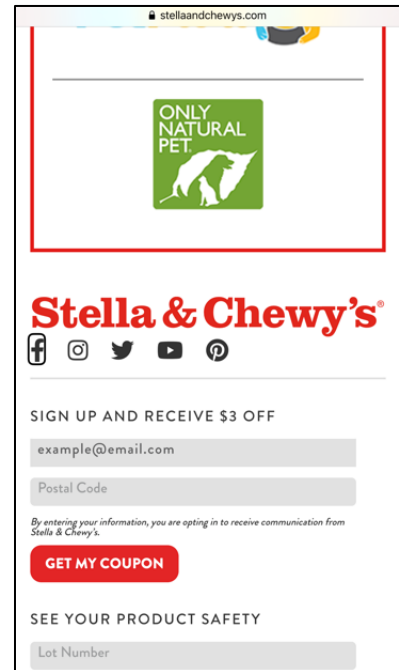 stellaandchewys.com
ONLY
NATURAL
PET
Stella & Chewy's®
SIGN UP AND RECEIVE $3 OFF
example@email.com
Postal Code
By entering your information, you are opting in to receive communication from
Stella & Chewy's.
GET MY COUPON
SEE YOUR PRODUCT SAFETY
Lot Number